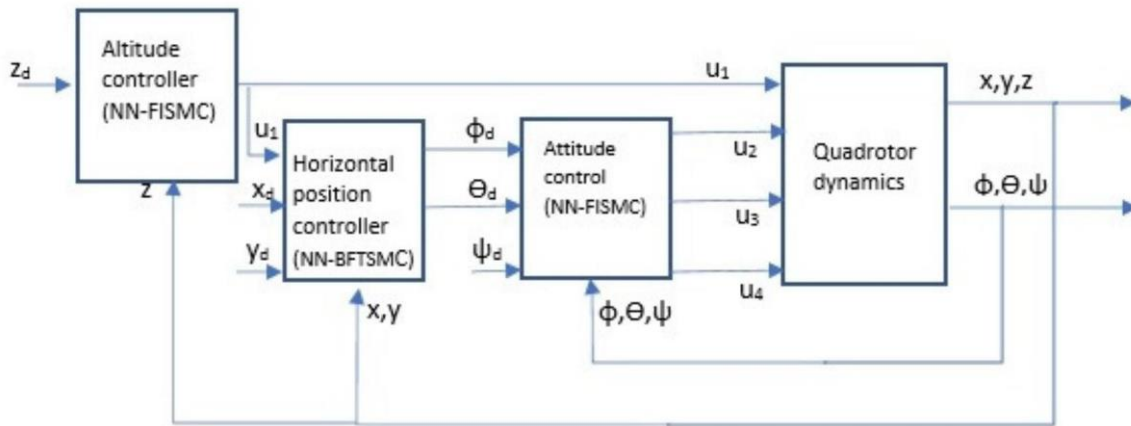 Altitude
controller
(NN-FISMC)
z_d
u₁
x,y,z
u₁
ϕ_d
u₂
Horizontal
position
controller
(NN-BFTSMC)
Attitude
control
(NN-FISMC)
Quadrotor
dynamics
z
x_d
ϴ_d
u₃
ϕ,ϴ,ψ
y_d
ψ_d
u₄
x,y
ϕ,ϴ,ψ